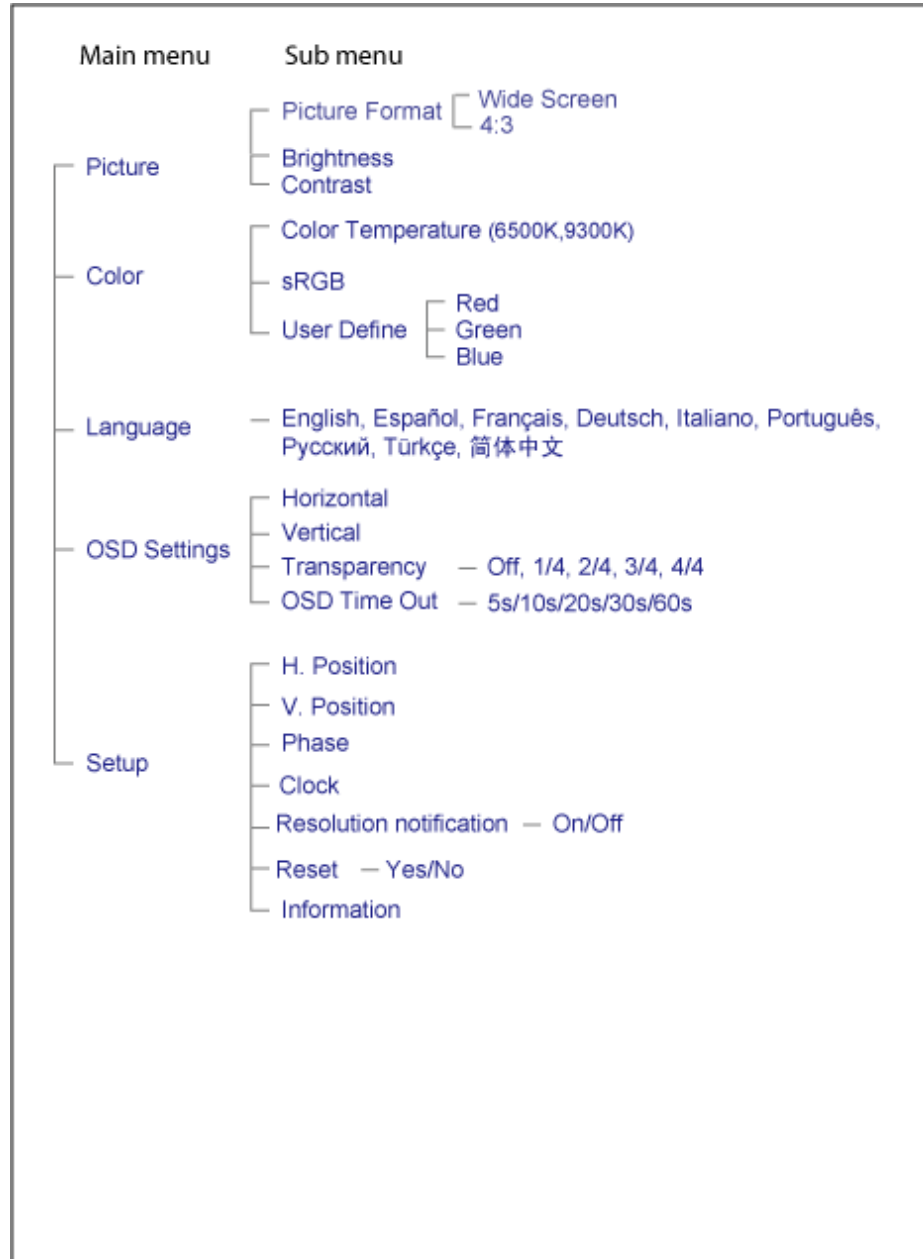 Main menu Sub menu
Picture Format Wide Screen
4:3
Picture Brightness
Contrast
Color Temperature (6500K,9300K)
Color sRGB
User Define Red
Green
Blue
Language English, Español, Français, Deutsch, Italiano, Português,
Русский, Türkçe, 简体中文
Horizontal
Vertical
OSD Settings Transparency Off, 1/4, 2/4, 3/4, 4/4
OSD Time Out 5s/10s/20s/30s/60s
H. Position
V. Position
Phase
Setup Clock
Resolution notification On/Off
Reset Yes/No
Information